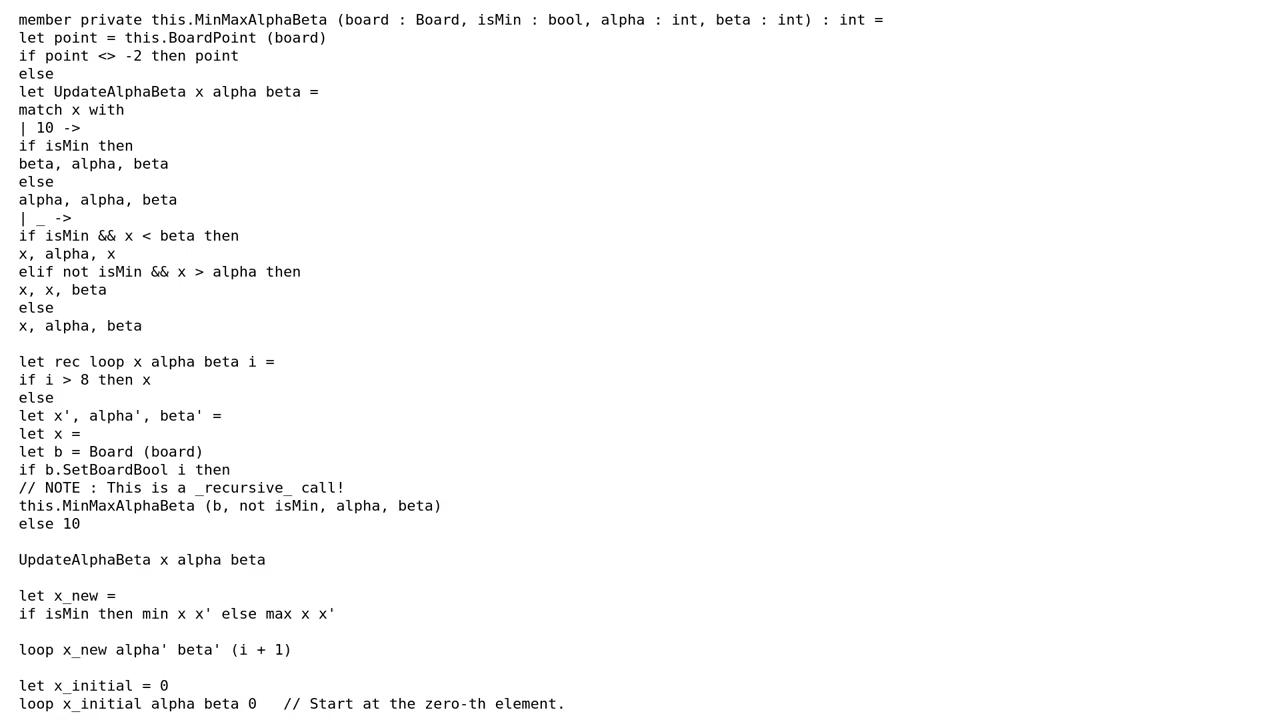 member private this.MinMaxAlphaBeta (board : Board, isMin : bool, alpha : int, beta : int) : int =
let point = this.BoardPoint (board)
if point <> -2 then point
else
let UpdateAlphaBeta x alpha beta =
match x with
| 10 ->
if isMin then
beta, alpha, beta
else
alpha, alpha, beta
| _ ->
if isMin && x < beta then
x, alpha, x
elif not isMin && x > alpha then
x, x, beta
else
x, alpha, beta

let rec loop x alpha beta i =
if i > 8 then x
else
let x', alpha', beta' =
let x =
let b = Board (board)
if b.SetBoardBool i then
// NOTE : This is a _recursive_ call!
this.MinMaxAlphaBeta (b, not isMin, alpha, beta)
else 10

UpdateAlphaBeta x alpha beta

let x_new =
if isMin then min x x' else max x x'

loop x_new alpha' beta' (i + 1)

let x_initial = 0
loop x_initial alpha beta 0   // Start at the zero-th element.